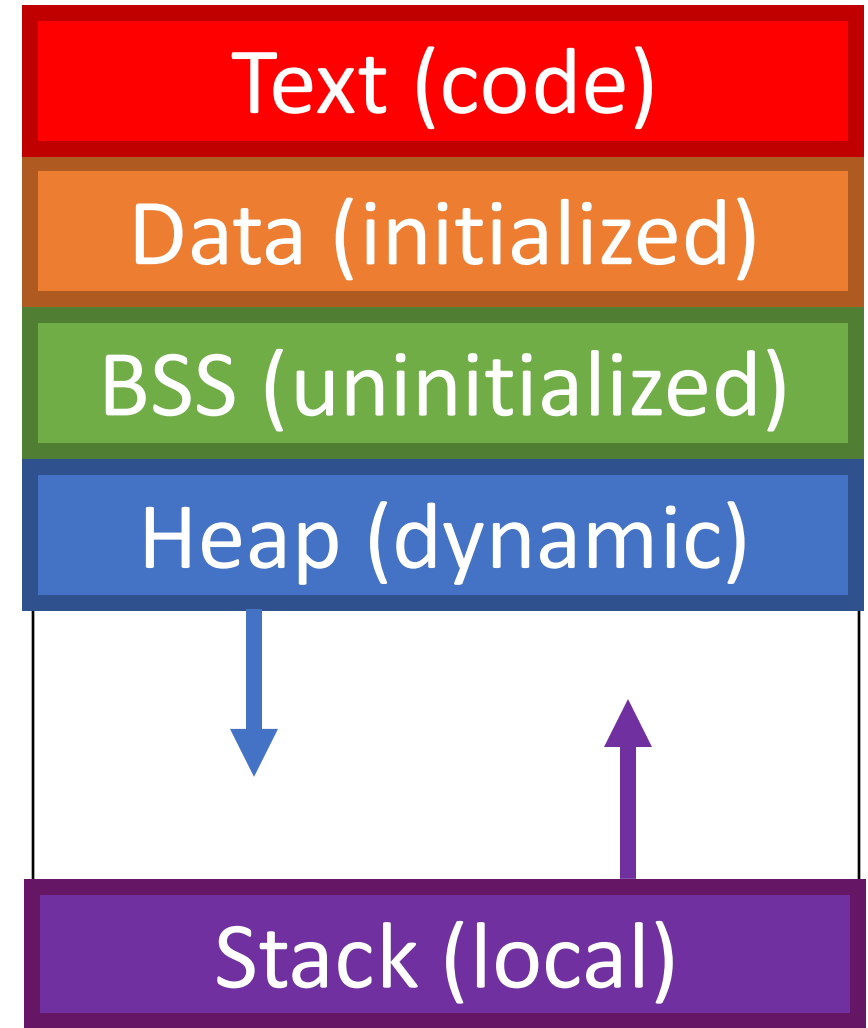 Text (code)
Data (initialized)
BSS (uninitialized)
Heap (dynamic)
Stack (local)